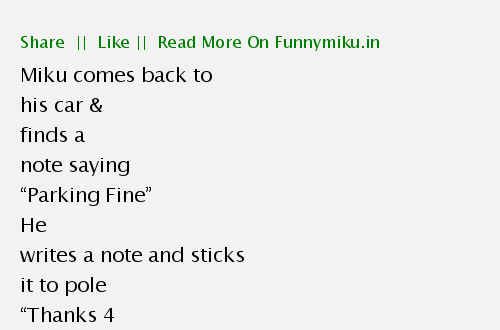 Share || Like || Read More On Funnymiku.in
Miku comes back to
his car &
finds a
note saying
“Parking Fine”
He
writes a note and sticks
it to pole
“Thanks 4